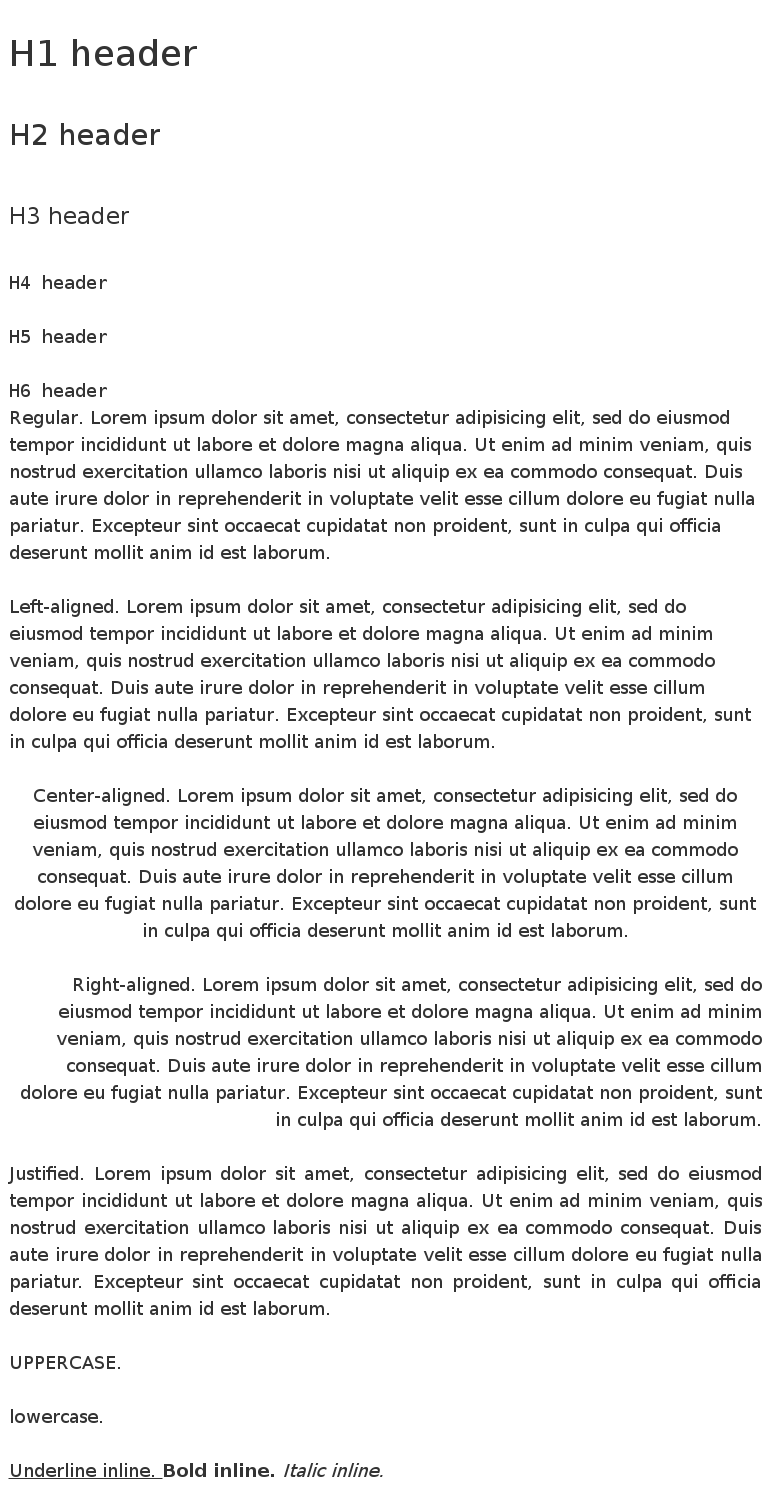 H1 header
H2 header
H3 header
H4 header
H5 header
H6 header
Regular. Lorem ipsum dolor sit amet, consectetur adipisicing elit, sed do eiusmod
tempor incididunt ut labore et dolore magna aliqua. Ut enim ad minim veniam, quis
nostrud exercitation ullamco laboris nisi ut aliquip ex ea commodo consequat. Duis
aute irure dolor in reprehenderit in voluptate velit esse cillum dolore eu fugiat nulla
pariatur. Excepteur sint occaecat cupidatat non proident, sunt in culpa qui officia
deserunt mollit anim id est laborum.
Left-aligned. Lorem ipsum dolor sit amet, consectetur adipisicing elit, sed do
eiusmod tempor incididunt ut labore et dolore magna aliqua. Ut enim ad minim
veniam, quis nostrud exercitation ullamco laboris nisi ut aliquip ex ea commodo
consequat. Duis aute irure dolor in reprehenderit in voluptate velit esse cillum
dolore eu fugiat nulla pariatur. Excepteur sint occaecat cupidatat non proident, sunt
in culpa qui officia deserunt mollit anim id est laborum.
Center-aligned. Lorem ipsum dolor sit amet, consectetur adipisicing elit, sed do
eiusmod tempor incididunt ut labore et dolore magna aliqua. Ut enim ad minim
veniam, quis nostrud exercitation ullamco laboris nisi ut aliquip ex ea commodo
consequat. Duis aute irure dolor in reprehenderit in voluptate velit esse cillum
dolore eu fugiat nulla pariatur. Excepteur sint occaecat cupidatat non proident, sunt
in culpa qui officia deserunt mollit anim id est laborum.
Right-aligned. Lorem ipsum dolor sit amet, consectetur adipisicing elit, sed do
eiusmod tempor incididunt ut labore et dolore magna aliqua. Ut enim ad minim
veniam, quis nostrud exercitation ullamco laboris nisi ut aliquip ex ea commodo
consequat. Duis aute irure dolor in reprehenderit in voluptate velit esse cillum
dolore eu fugiat nulla pariatur. Excepteur sint occaecat cupidatat non proident, sunt
in culpa qui officia deserunt mollit anim id est laborum.
Justified. Lorem ipsum dolor sit amet, consectetur adipisicing elit, sed do eiusmod
tempor incididunt ut labore et dolore magna aliqua. Ut enim ad minim veniam, quis
nostrud exercitation ullamco laboris nisi ut aliquip ex ea commodo consequat. Duis
aute irure dolor in reprehenderit in voluptate velit esse cillum dolore eu fugiat nulla
pariatur. Excepteur sint occaecat cupidatat non proident, sunt in culpa qui officia
deserunt mollit anim id est laborum.
UPPERCASE.
lowercase.
Underline inline. Bold inline. Italic inline.